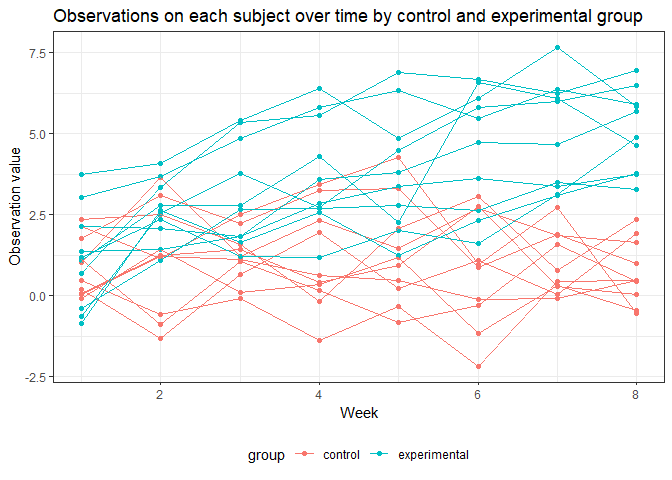 Observations on each subject over time by control and experimental group
7.5
5.0
2.5
0.0
-2.5
Observation value
2 4 6 8
Week
group control experimental